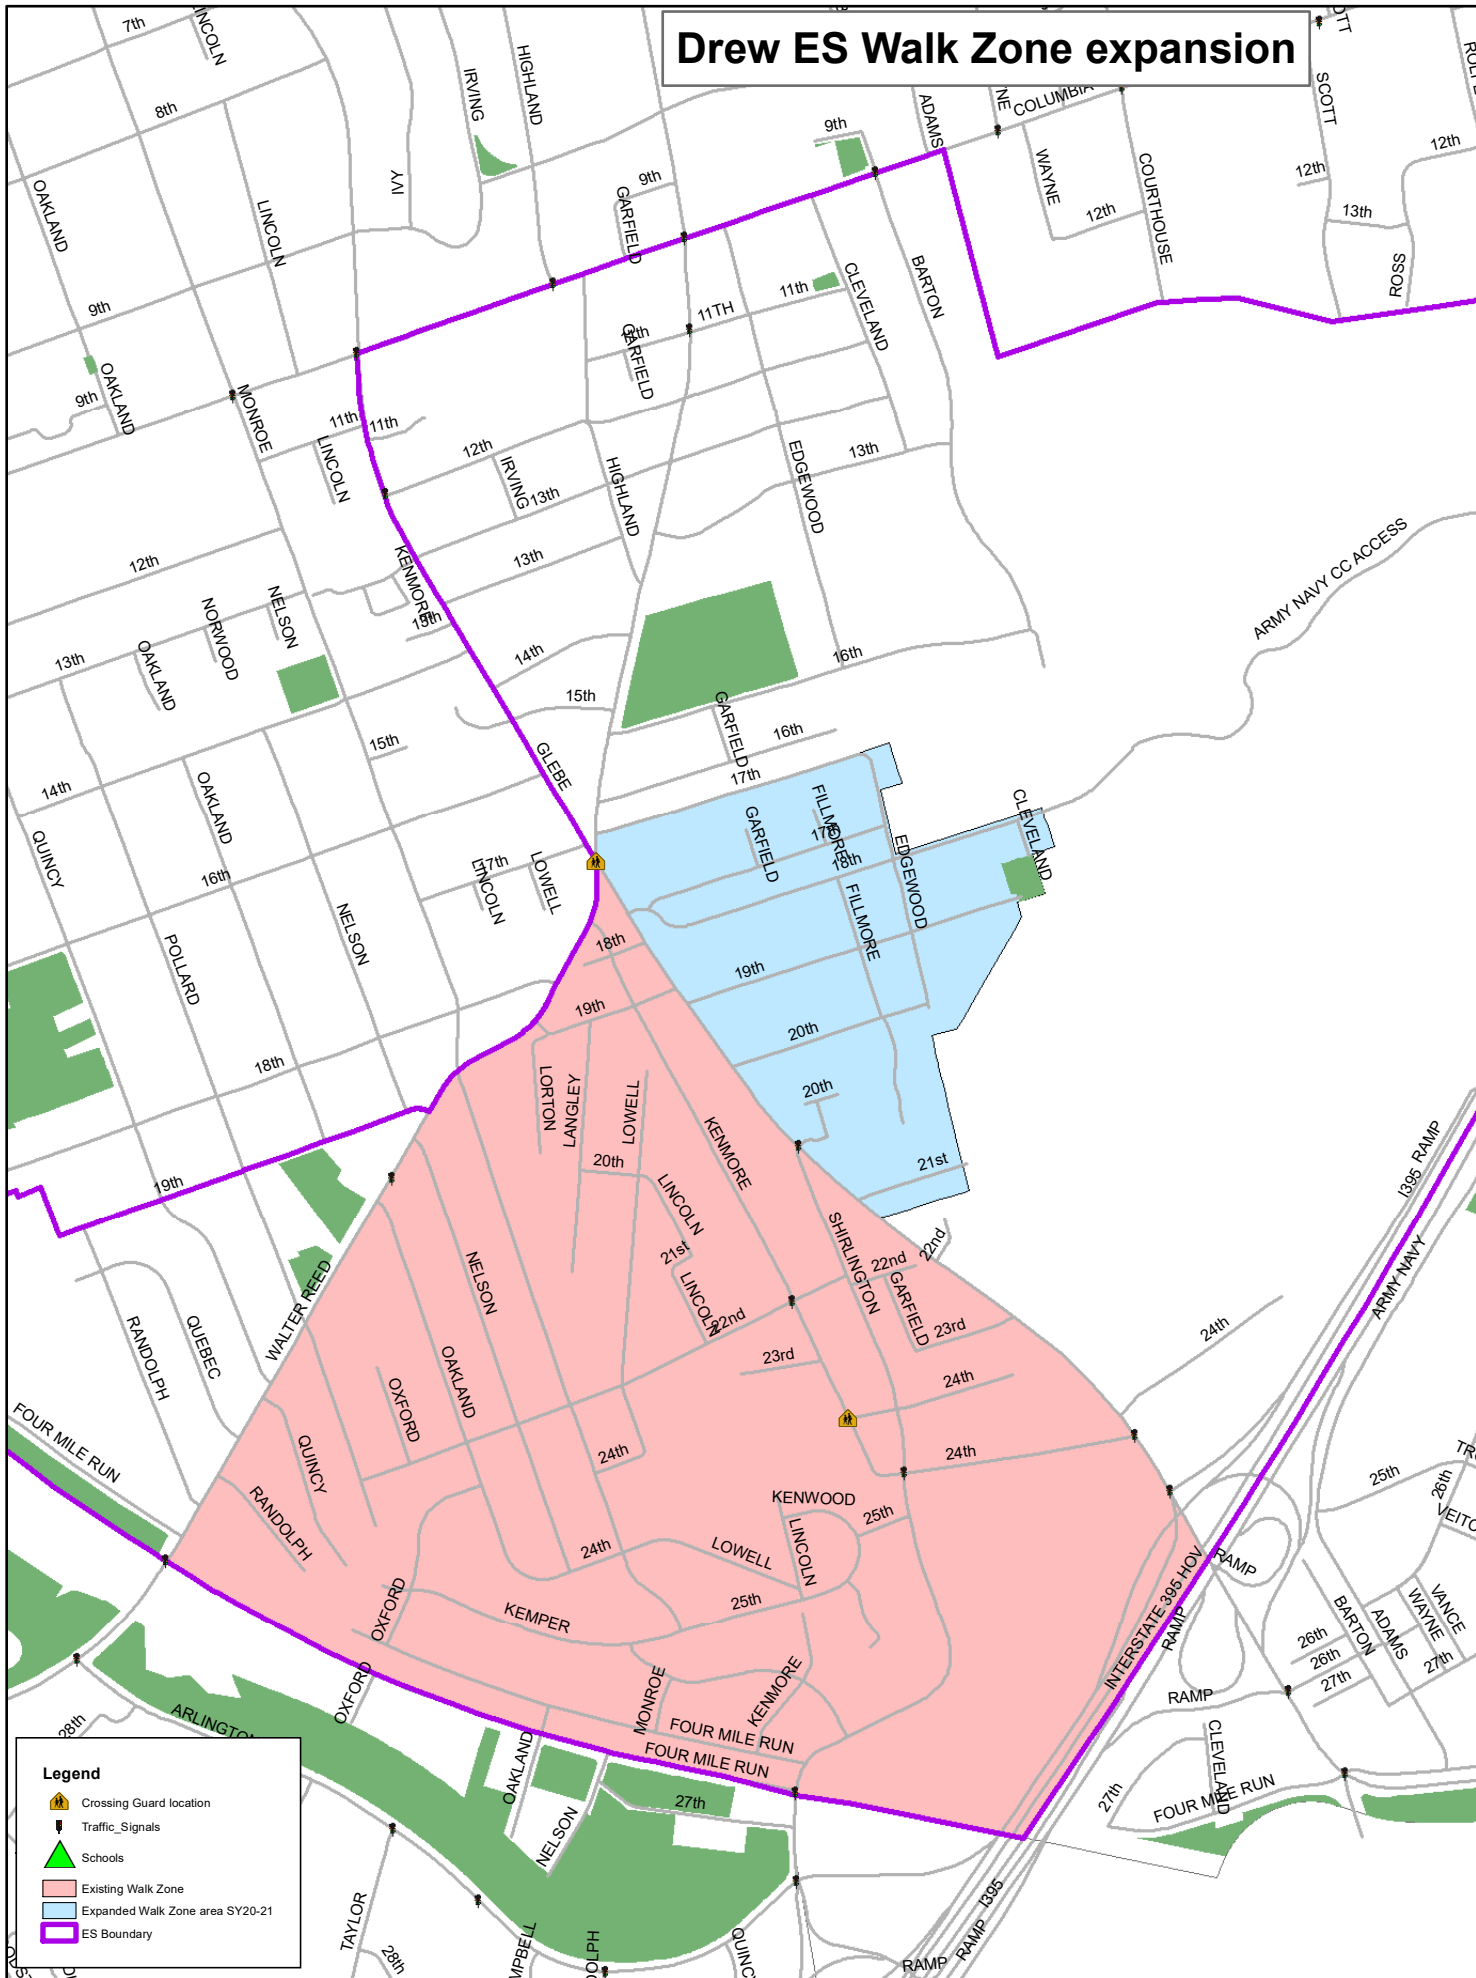 Drew ES Walk Zone expansion
7th
LINCOLN
IRVING
HIGHLAND
8th
ADAMS
COLUMBIA
SCOTT
9th
12th
OAKLAND
LINCOLN
IVY
9th
GARFIELD
WAYNE
12th
COURTHOUSE
12th
13th
ROSS
9th
CLEVELAND
BARTON
11th
11TH
GARFIELD
9th
OAKLAND
MONROE
11th
11th
LINCOLN
12th
IRVING
13th
HIGHLAND
EDGEWOOD
13th
12th
13th
KENMORE
13th
ARMY NAVY CC ACCESS
NELSON
NORWOOD
OAKLAND
13th
14th
16th
15th
GARFIELD
16th
15th
GLEBE
17th
14th
OAKLAND
QUINCY
GARFIELD
FILLMORE
17th
18th
EDGEWOOD
CLEVELAND
16th
17th
LINCOLN
LOWELL
NELSON
POLLARD
FILLMORE
18th
19th
19th
20th
18th
LORTON
LANGLEY
LOWELL
20th
KENMORE
21st
19th
20th
LINCOLN
21st
LINCOLN
22nd
SHIRLINGTON
22nd
22nd
GARFIELD
23rd
I395 RAMP
ARMY NAVY
24th
NELSON
WALTER REED
QUEBEC
RANDOLPH
OAKLAND
OXFORD
23rd
24th
FOUR MILE RUN
QUINCY
RANDOLPH
24th
24th
KENWOOD
LINCOLN
25th
25th
26th
24th
LOWELL
25th
KEMPER
OXFORD
OXFORD
INTERSTATE 395 HOV
RAMP
RAMP
BARTON
ADAMS
WAYNE
VANCE
26th
26th
27th
27th
MONROE
KENMORE
FOUR MILE RUN
FOUR MILE RUN
RAMP
CLEVELAND
27th
FOUR MILE RUN
28th
ARLINGTON
OAKLAND
NELSON
27th
TAYLOR
28th
I395
RAMP
RAMP
Legend
Crossing Guard location
Traffic_Signals
Schools
Existing Walk Zone
Expanded Walk Zone area SY20-21
ES Boundary